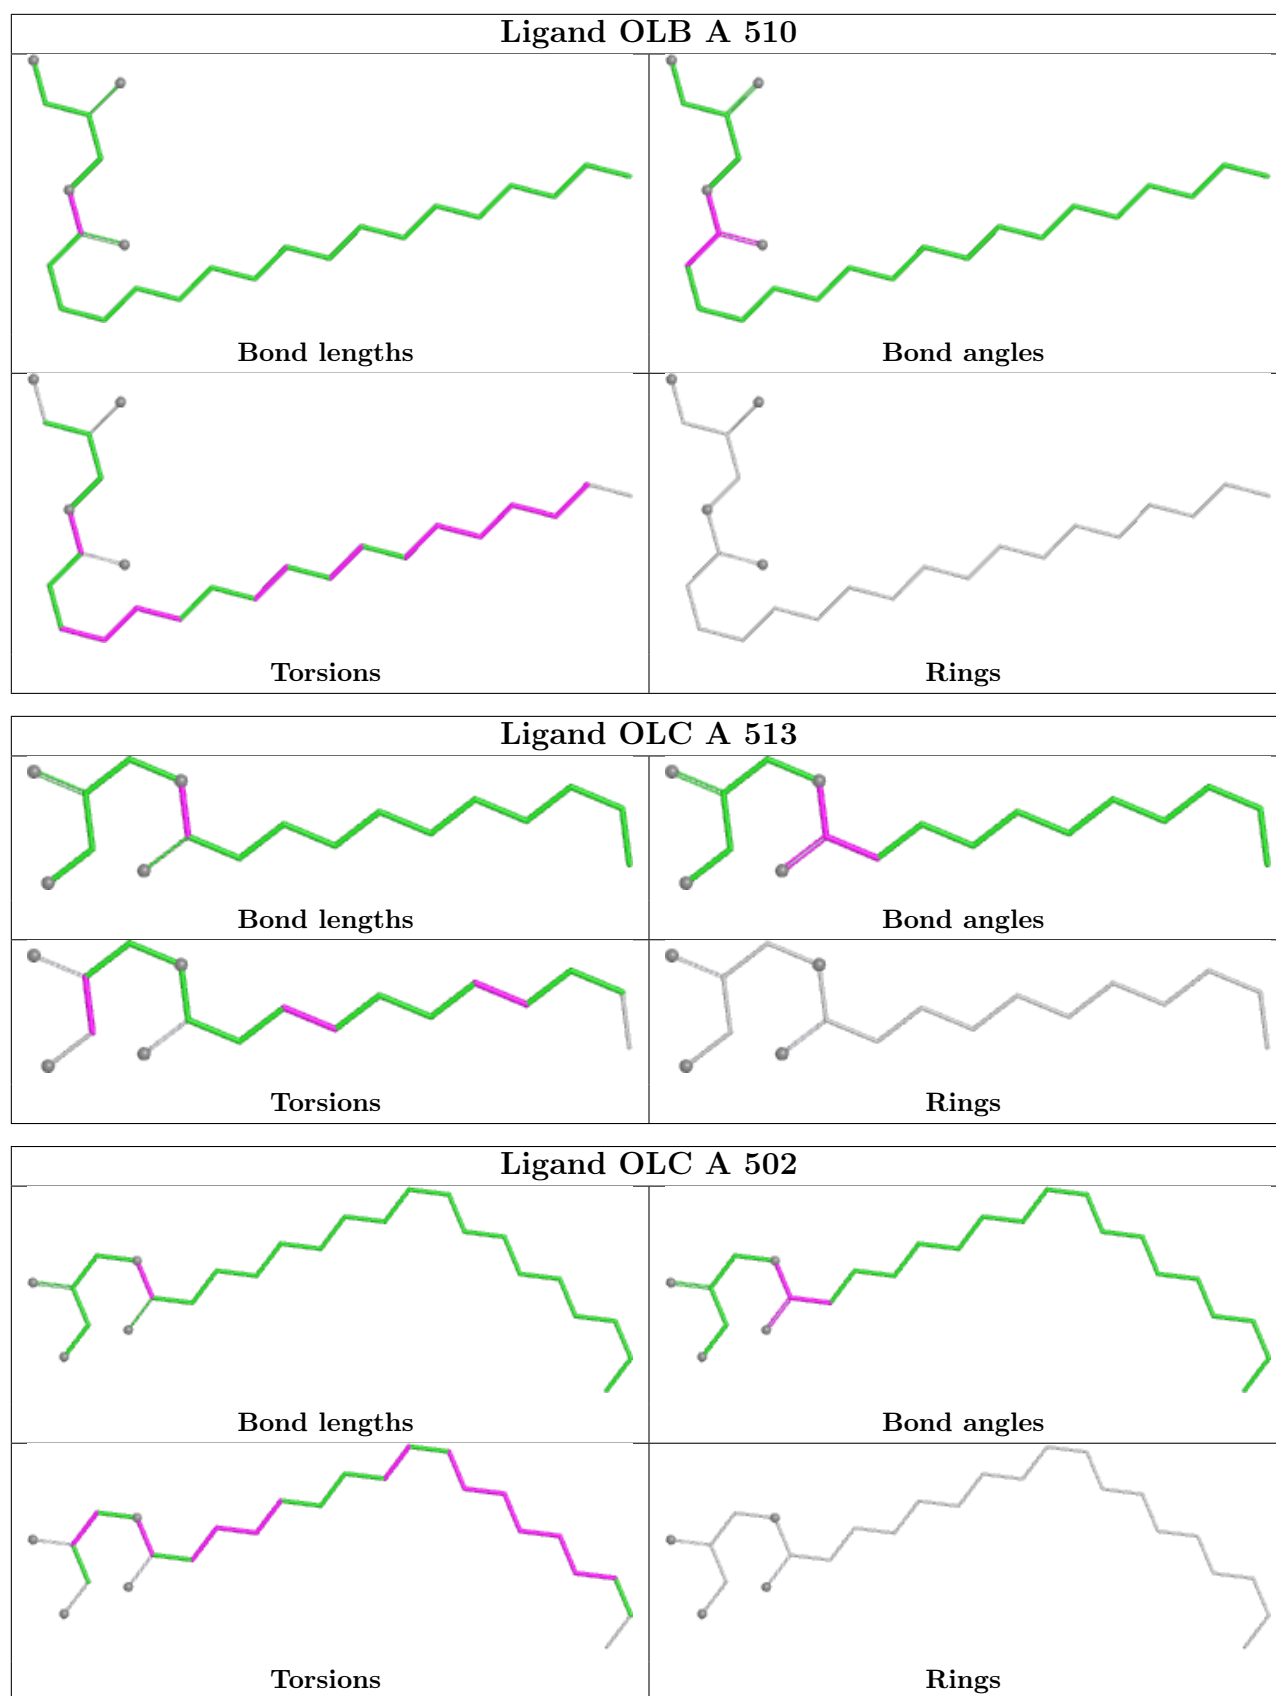 Ligand OLB A 510
Bond lengths
Bond angles
Torsions
Rings
Ligand OLC A 513
Bond lengths
Bond angles
Torsions
Rings
Ligand OLC A 502
Bond lengths
Bond angles
Torsions
Rings